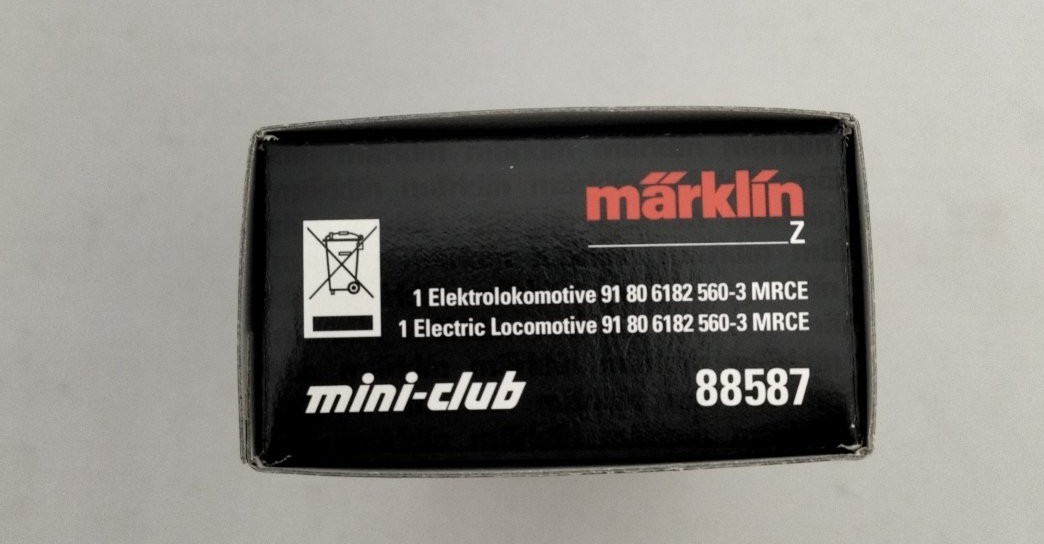 märklín
Z
1 Elektrolokomotive 91 80 6182 560-3 MRCE
1 Electric Locomotive 91 80 6182 560-3 MRCE
mini-club
88587